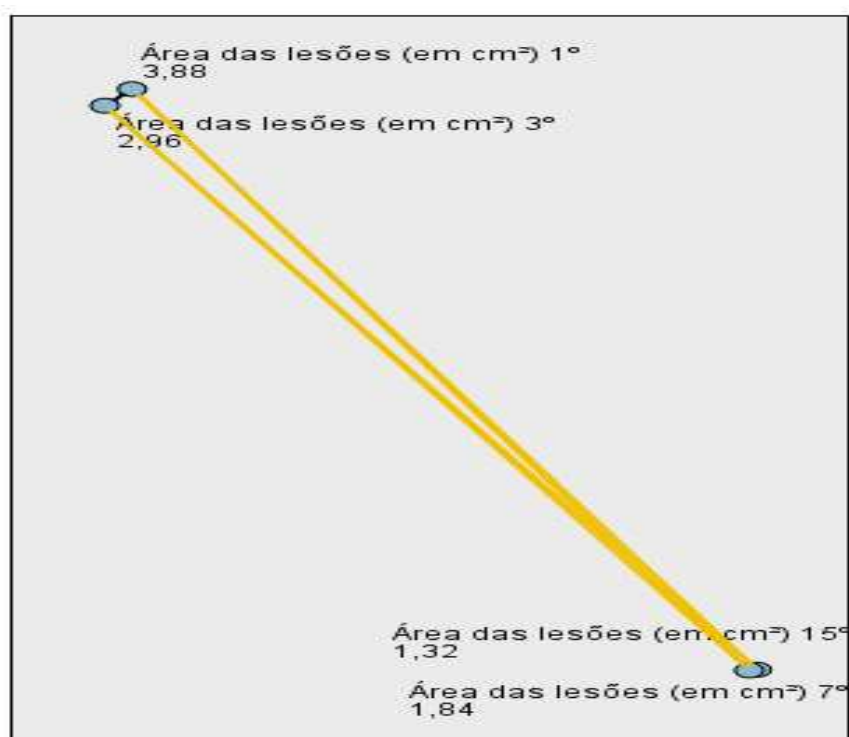 Área das lesões (em cm²) 1º
3,88
Área das lesões (em cm²) 3º
2,96
Área das lesões (em cm²) 15º
1,32
Área das lesões (em cm²) 7º
1,84